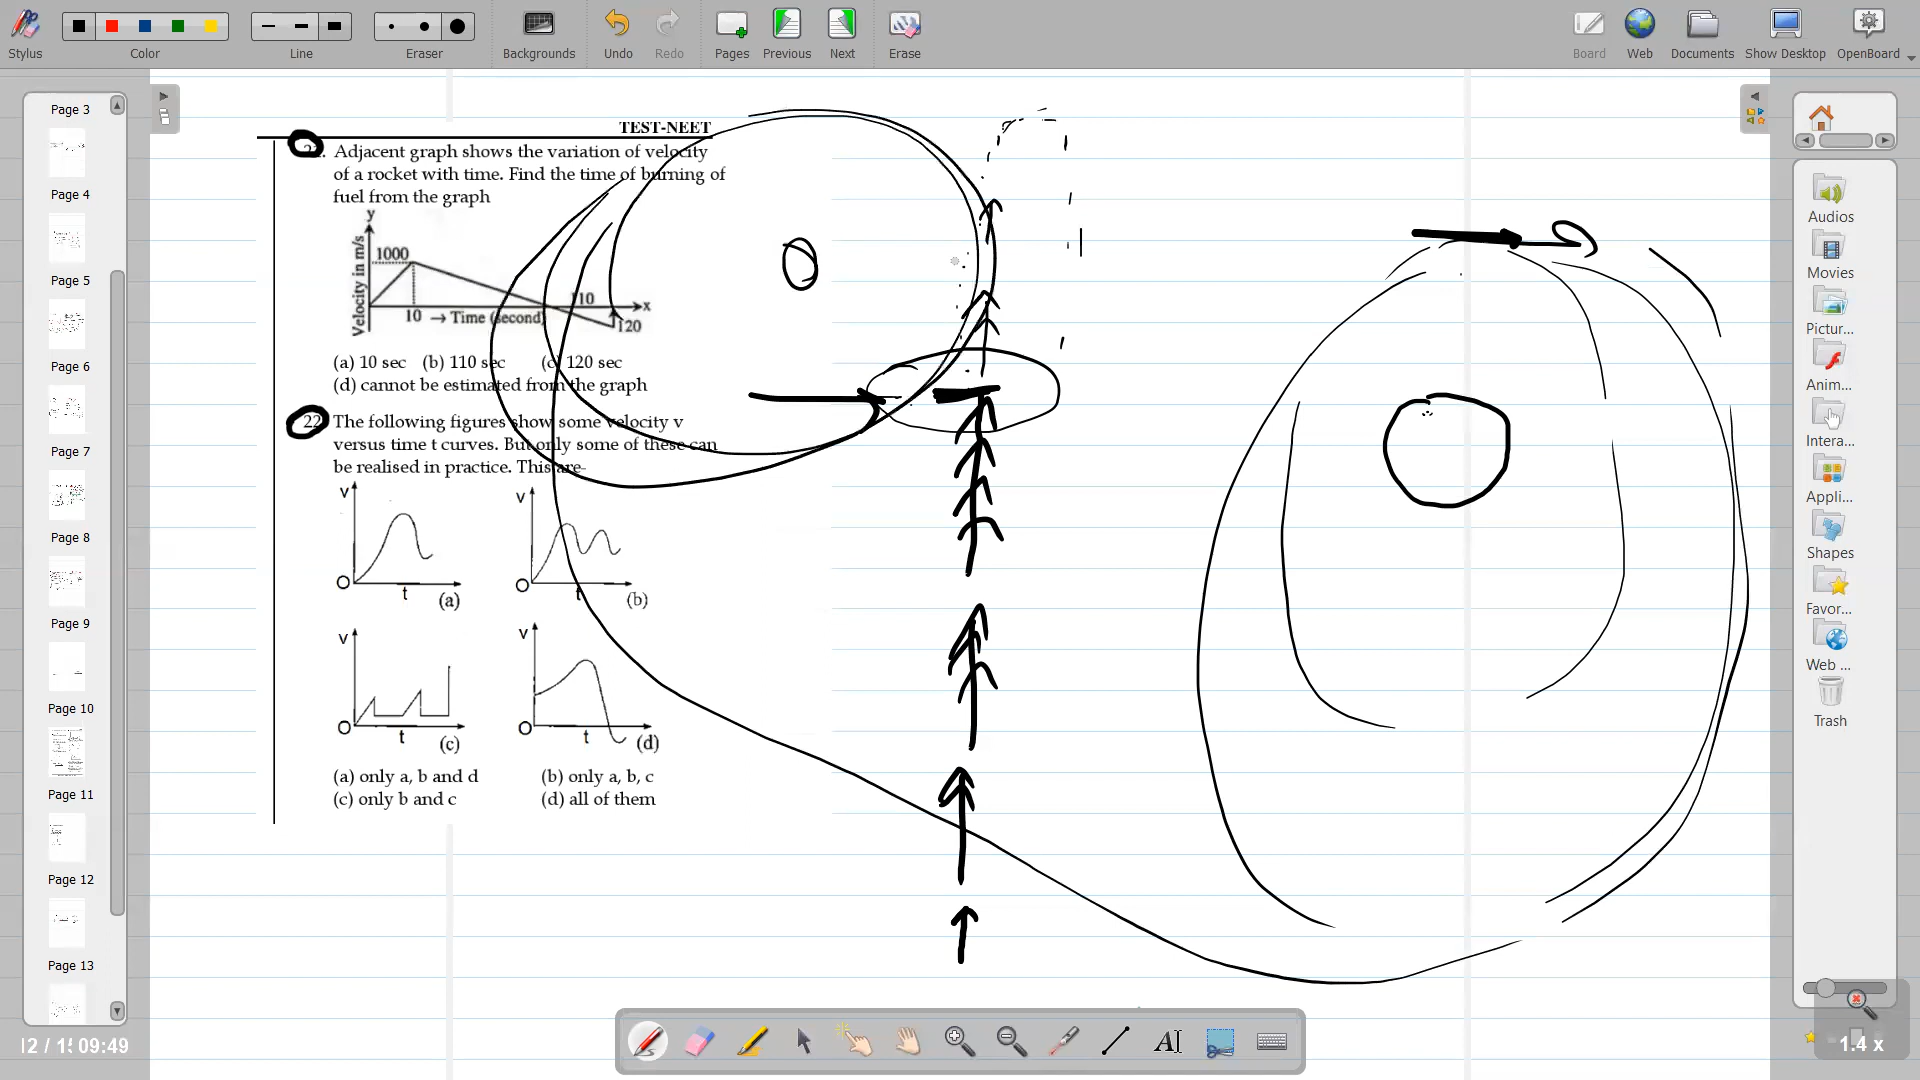 Stylus
Color
Line
Eraser
Backgrounds
Undo
Redo
Pages
Previous
Next
Erase
Board
Web
Documents
Show Desktop
OpenBoard
Page 3
Page 4
Page 5
Page 6
Page 7
Page 8
Page 9
Page 10
Page 11
Page 12
Page 13
TEST-NEET
Adjacent graph shows the variation of velocity
of a rocket with time. Find the time of burning of
fuel from the graph
y
1000
Velocity in m/s
110
x
10 → Time (second)
120
(a) 10 sec (b) 110 sec (c) 120 sec
(d) cannot be estimated from the graph
22 The following figures show some velocity v
versus time t curves. But only some of these can
be realised in practice. This are-
v
O
t
(a)
v
O
t
(b)
v
O
t
(c)
v
O
t
(d)
(a) only a, b and d (b) only a, b, c
(c) only b and c (d) all of them
Audios
Movies
Pictur...
Anim...
Intera...
Appli...
Shapes
Favor...
Web ...
Trash
09:49
1.4 x